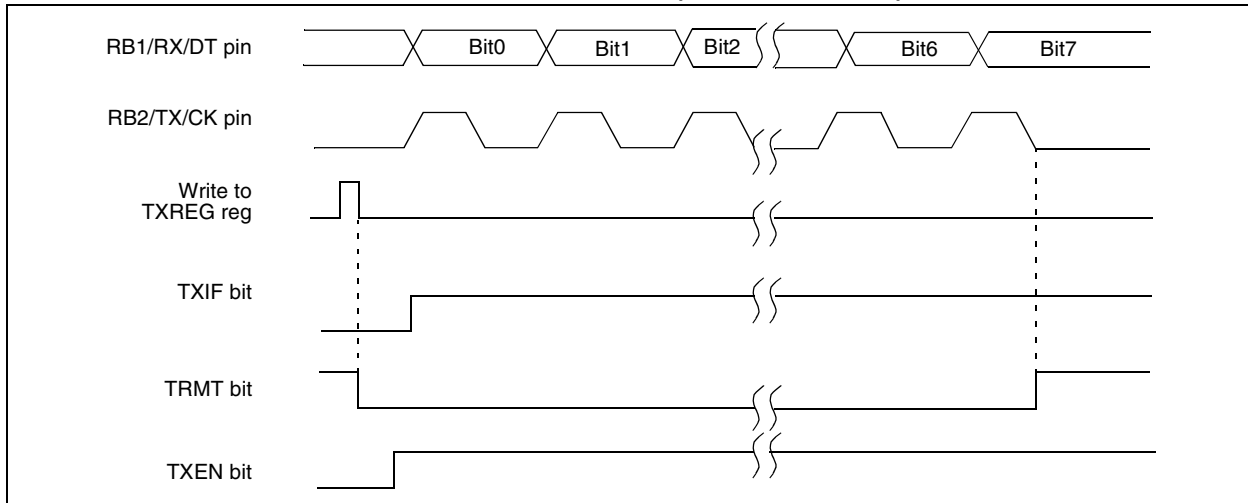 RB1/RX/DT pin
Bit0 Bit1 Bit2 Bit6 Bit7
RB2/TX/CK pin
Write to
TXREG reg
TXIF bit
TRMT bit
TXEN bit